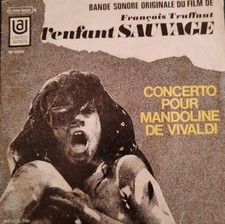 BANDE SONORE ORIGINALE DU FILM DE
François Truffaut
l'enfant SAUVAGE
CONCERTO
POUR
MANDOLINE
DE VIVALDI